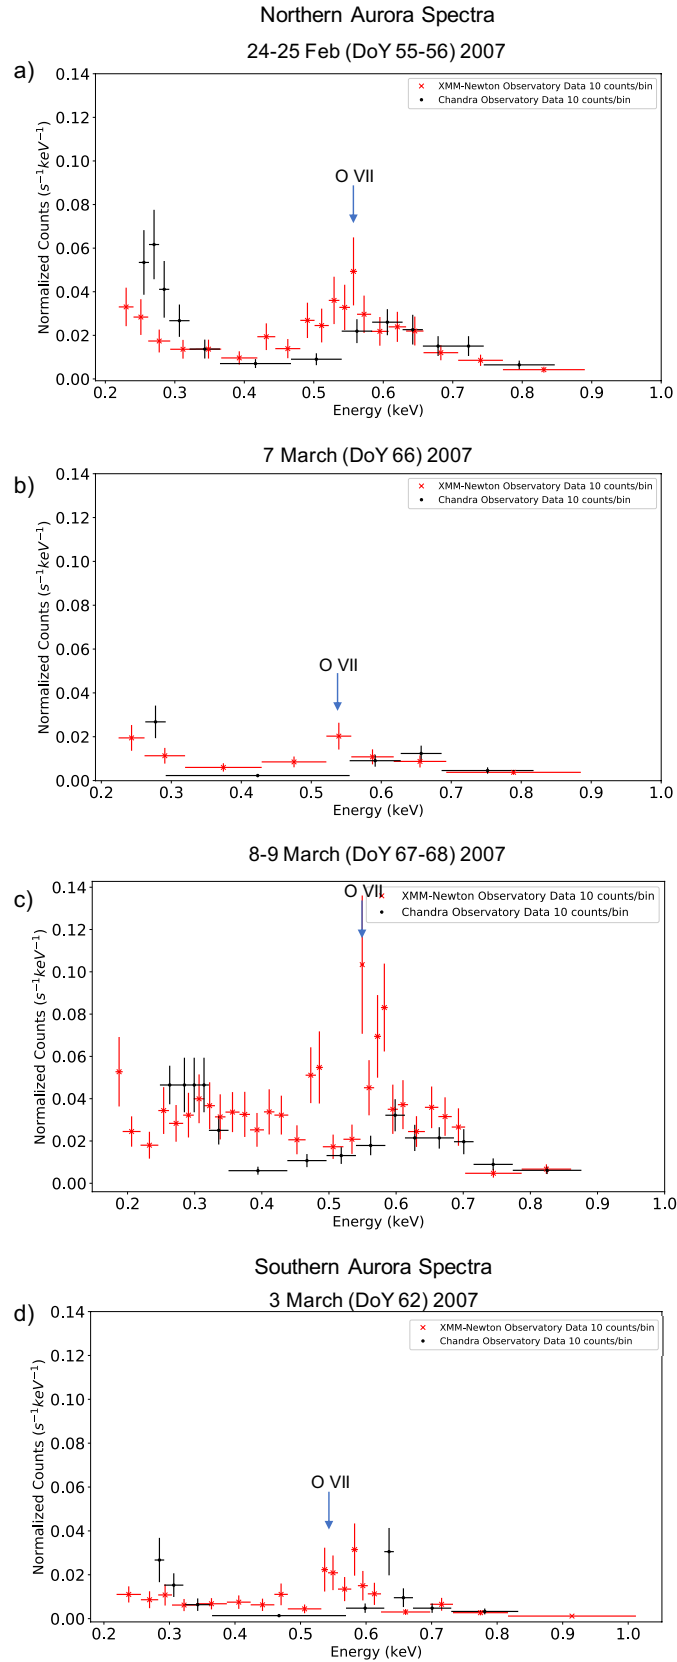 Northern Aurora Spectra
24-25 Feb (DoY 55-56) 2007
a)
0.14
0.12
0.10
0.08
0.06
0.04
0.02
0.00
Normalized Counts (s⁻¹keV⁻¹)
XMM-Newton Observatory Data 10 counts/bin
Chandra Observatory Data 10 counts/bin
O VII
0.2 0.3 0.4 0.5 0.6 0.7 0.8 0.9 1.0
Energy (keV)
7 March (DoY 66) 2007
b)
0.14
0.12
0.10
0.08
0.06
0.04
0.02
0.00
Normalized Counts (s⁻¹keV⁻¹)
XMM-Newton Observatory Data 10 counts/bin
Chandra Observatory Data 10 counts/bin
O VII
0.2 0.3 0.4 0.5 0.6 0.7 0.8 0.9 1.0
Energy (keV)
8-9 March (DoY 67-68) 2007
c)
0.14
0.12
0.10
0.08
0.06
0.04
0.02
0.00
Normalized Counts (s⁻¹keV⁻¹)
O VII
XMM-Newton Observatory Data 10 counts/bin
Chandra Observatory Data 10 counts/bin
0.2 0.3 0.4 0.5 0.6 0.7 0.8 0.9 1.0
Energy (keV)
Southern Aurora Spectra
3 March (DoY 62) 2007
d)
0.14
0.12
0.10
0.08
0.06
0.04
0.02
0.00
Normalized Counts (s⁻¹keV⁻¹)
XMM-Newton Observatory Data 10 counts/bin
Chandra Observatory Data 10 counts/bin
O VII
0.2 0.3 0.4 0.5 0.6 0.7 0.8 0.9 1.0
Energy (keV)